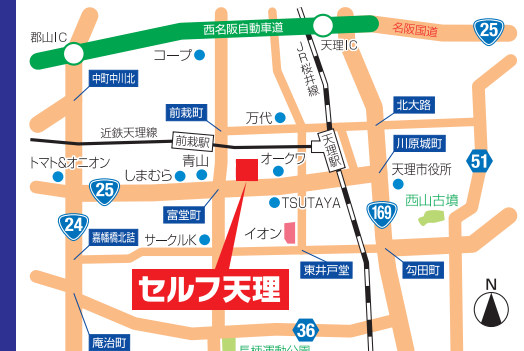 西名阪自動車道
名阪国道
25
郡山IC
天理IC
コープ
JR桜井線
中町中川北
前栽町
万代
北大路
近鉄天理線
前栽駅
天理駅
川原城町
トマト&オニオン
青山
オークワ
しまむら
天理市役所
51
25
西山古墳
TSUTAYA
富堂町
169
24
嘉幡橋北詰
サークルK
イオン
東井戸堂
勾田町
セルフ天理
N
36
庵治町
長柄運動公園